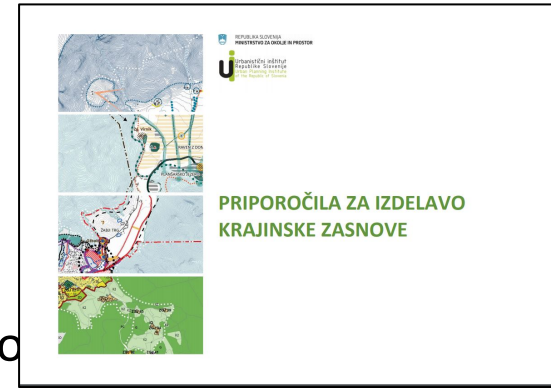 REPUBLIKA SLOVENIJA
MINISTRSTVO ZA OKOLJE IN PROSTOR
Urbanistični inštitut
Republike Slovenije
Urban Planning Institute
of the Republic of Slovenia
PRIPOROČILA ZA IZDELAVO
KRAJINSKE ZASNOVE